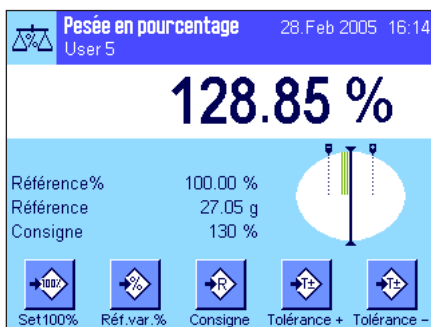 Pesée en pourcentage 28.Feb 2005 16:14
User 5
128.85 %
Référence% 100.00 %
Référence 27.05 g
Consigne 130 %
100% % R T± T±
Set100% Réf.var.% Consigne Tolérance + Tolérance −